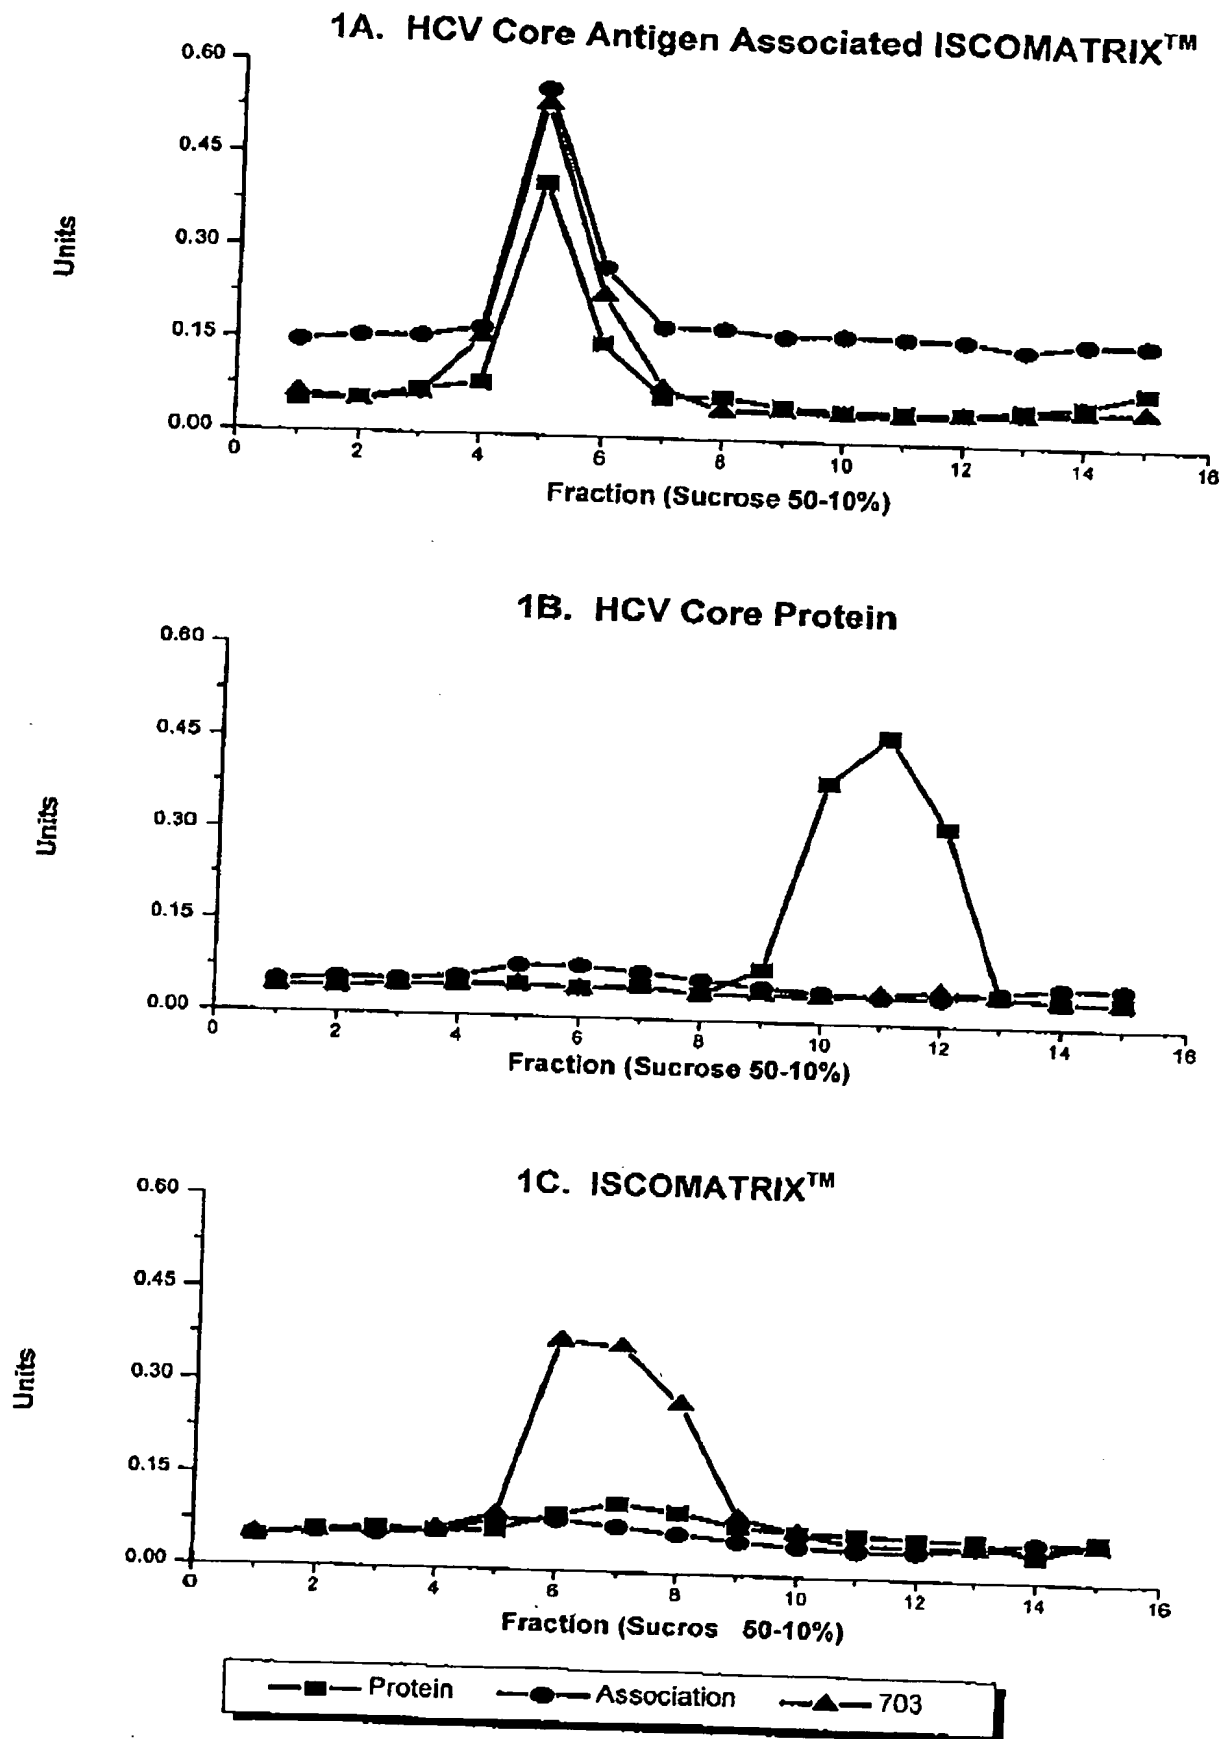 1A. HCV Core Antigen Associated ISCOMATRIX™
0.60
0.45
0.30
0.15
0.00
Units
0 2 4 6 8 10 12 14 16
Fraction (Sucrose 50-10%)
1B. HCV Core Protein
0.60
0.45
0.30
0.15
0.00
Units
0 2 4 6 8 10 12 14 16
Fraction (Sucrose 50-10%)
1C. ISCOMATRIX™
0.60
0.45
0.30
0.15
0.00
Units
0 2 4 6 8 10 12 14 16
Fraction (Sucros 50-10%)
Protein Association 703